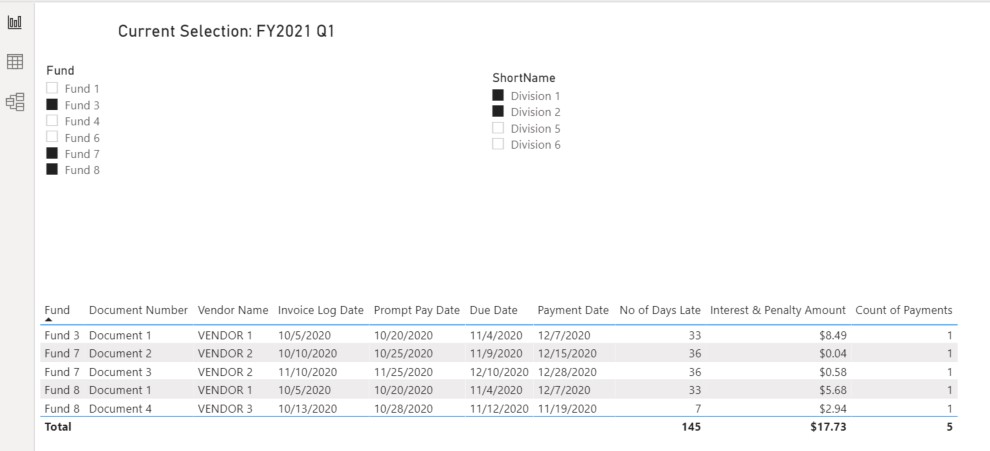 Current Selection: FY2021 Q1
Fund
Fund 1
Fund 3
Fund 4
Fund 6
Fund 7
Fund 8
ShortName
Division 1
Division 2
Division 5
Division 6
Fund Document Number Vendor Name Invoice Log Date Prompt Pay Date Due Date Payment Date No of Days Late Interest & Penalty Amount Count of Payments
Fund 3 Document 1 VENDOR 1 10/5/2020 10/20/2020 11/4/2020 12/7/2020 33 $8.49 1
Fund 7 Document 2 VENDOR 2 10/10/2020 10/25/2020 11/9/2020 12/15/2020 36 $0.04 1
Fund 7 Document 3 VENDOR 2 11/10/2020 11/25/2020 12/10/2020 12/28/2020 36 $0.58 1
Fund 8 Document 1 VENDOR 1 10/5/2020 10/20/2020 11/4/2020 12/7/2020 33 $5.68 1
Fund 8 Document 4 VENDOR 3 10/13/2020 10/28/2020 11/12/2020 11/19/2020 7 $2.94 1
Total 145 $17.73 5